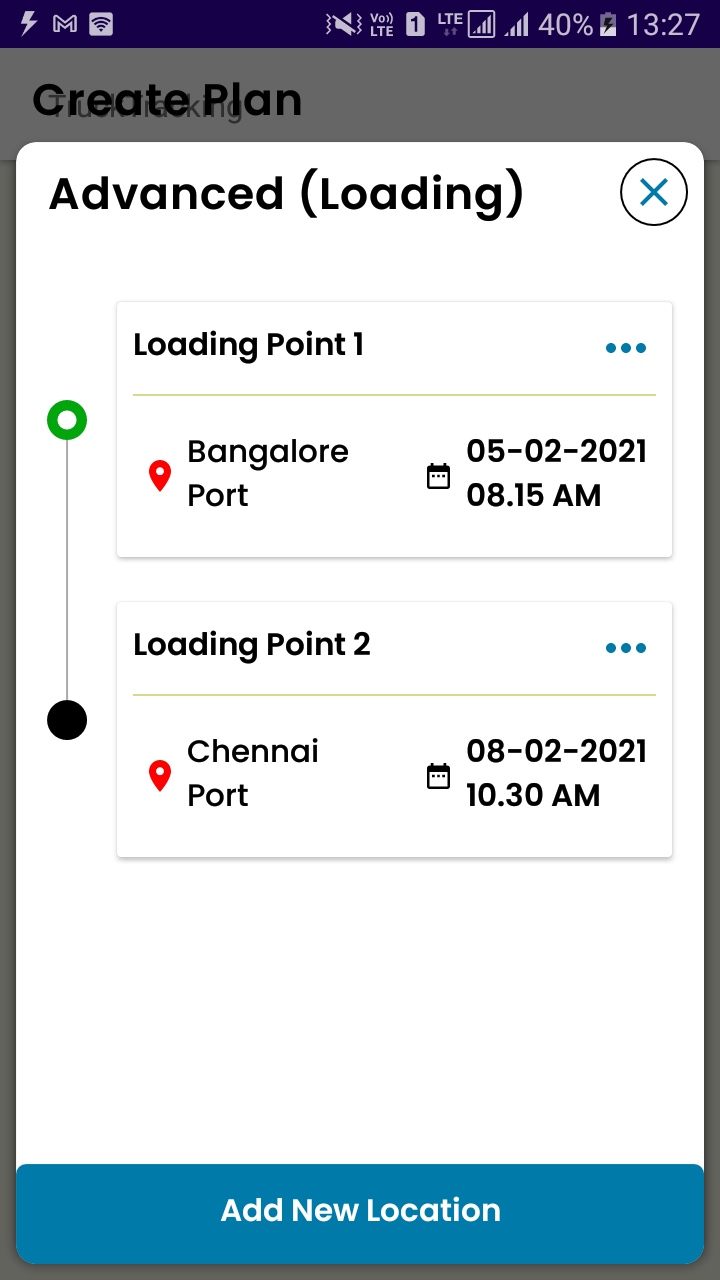 Vo)) LTE 1 LTE 40% 13:27
Create Plan
TruckTracking
Advanced (Loading)
Loading Point 1
Bangalore Port
05-02-2021
08.15 AM
Loading Point 2
Chennai Port
08-02-2021
10.30 AM
Add New Location